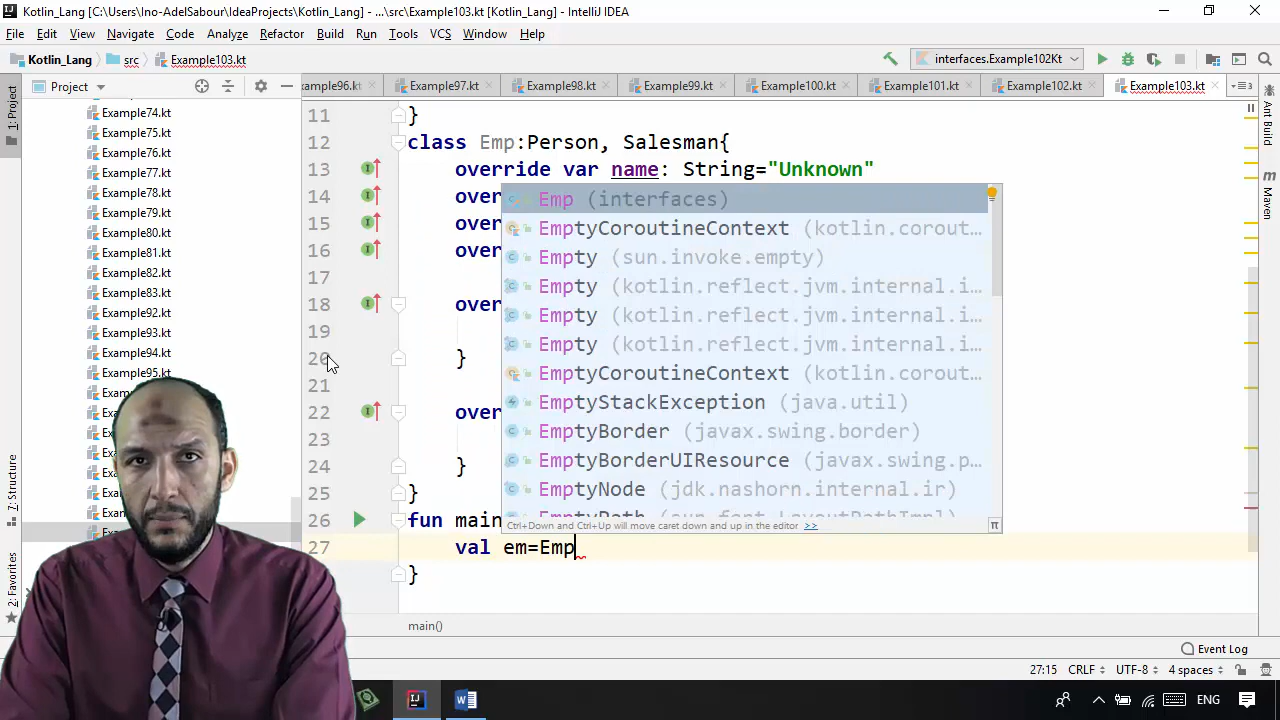 Kotlin_Lang [C:\Users\Ino-AdelSabour\IdeaProjects\Kotlin_Lang] - ...\src\Example103.kt [Kotlin_Lang] - IntelliJ IDEA
File Edit View Navigate Code Analyze Refactor Build Run Tools VCS Window Help
Kotlin_Lang src Example103.kt interfaces.Example102Kt
Project
ample96.kt Example97.kt Example98.kt Example99.kt Example100.kt Example101.kt Example102.kt Example103.kt
1: Project
7: Structure
2: Favorites
Ant Build
Maven
Example74.kt
Example75.kt
Example76.kt
Example77.kt
Example78.kt
Example79.kt
Example80.kt
Example81.kt
Example82.kt
Example83.kt
Example92.kt
Example93.kt
Example94.kt
Example95.kt
11 }
12 class Emp:Person, Salesman{
13 override var name: String="Unknown"
14 over
15 over
16 over
17
18 over
19
20 }
21
22 over
23
24 }
25 }
26 fun main
27 val em=Emp
}
Emp (interfaces)
EmptyCoroutineContext (kotlin.corout...
Empty (sun.invoke.empty)
Empty (kotlin.reflect.jvm.internal.i...
Empty (kotlin.reflect.jvm.internal.i...
Empty (kotlin.reflect.jvm.internal.i...
EmptyCoroutineContext (kotlin.corout...
EmptyStackException (java.util)
EmptyBorder (javax.swing.border)
EmptyBorderUIResource (javax.swing.p...
EmptyNode (jdk.nashorn.internal.ir)
Ctrl+Down and Ctrl+Up will move caret down and up in the editor >>
main()
Event Log
27:15 CRLF UTF-8 4 spaces
ENG